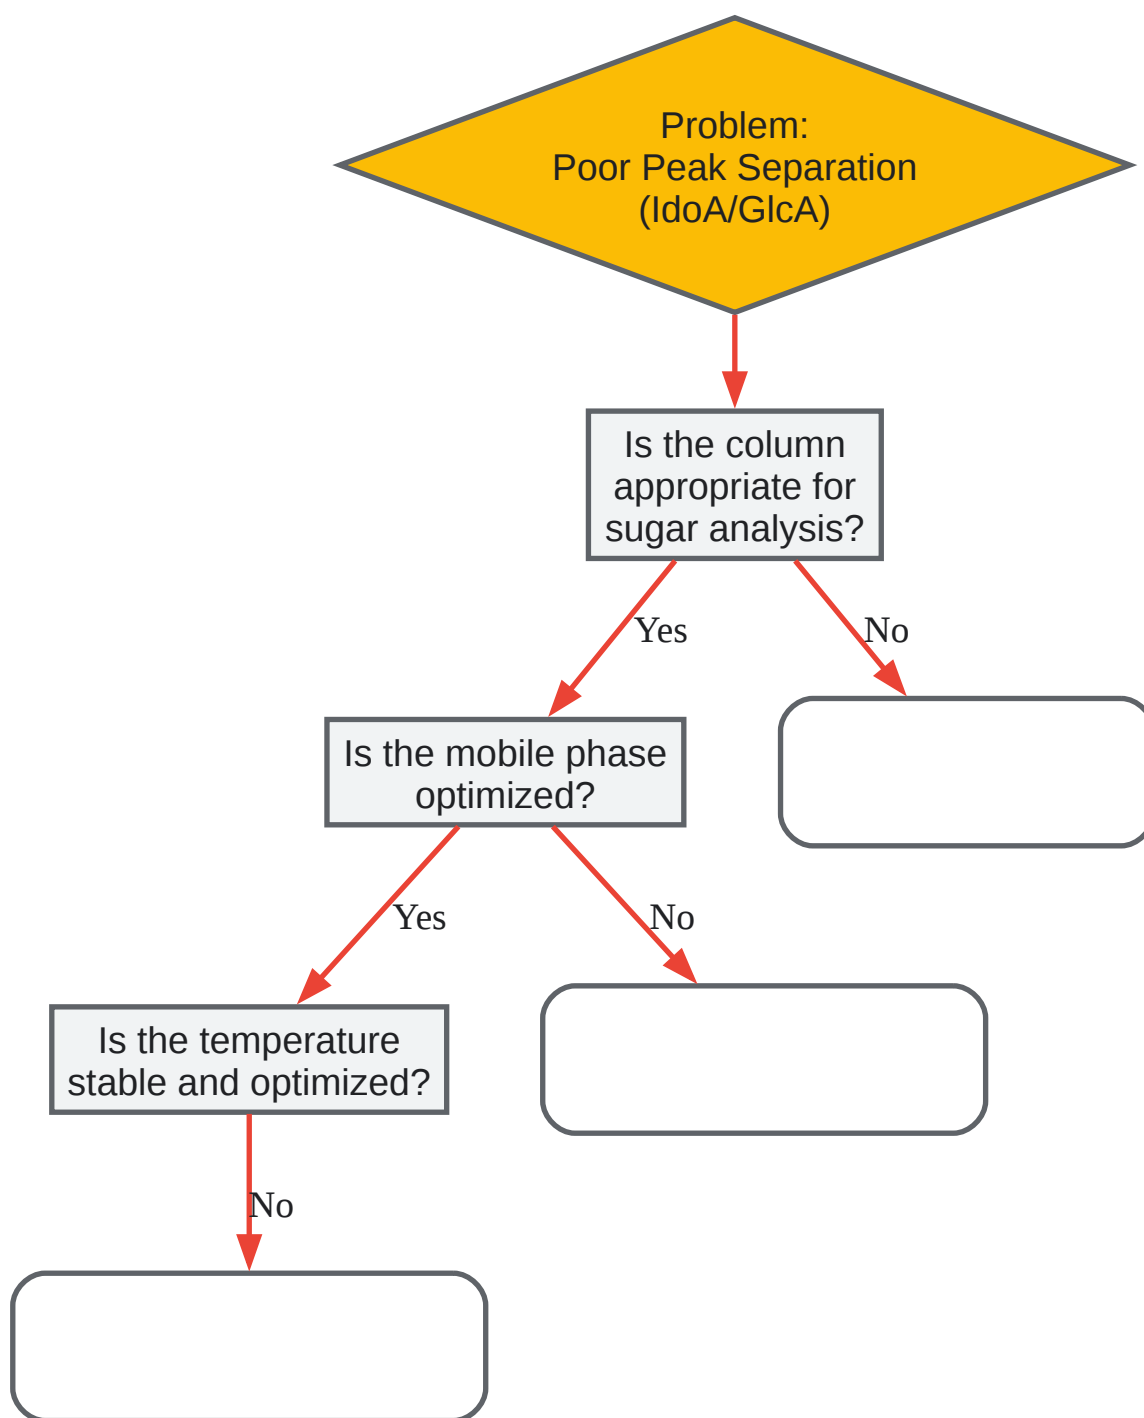 Problem:
Poor Peak Separation
(IdoA/GlcA)
Is the column
appropriate for
sugar analysis?
Yes
No
Is the mobile phase
optimized?
Yes
No
Is the temperature
stable and optimized?
No